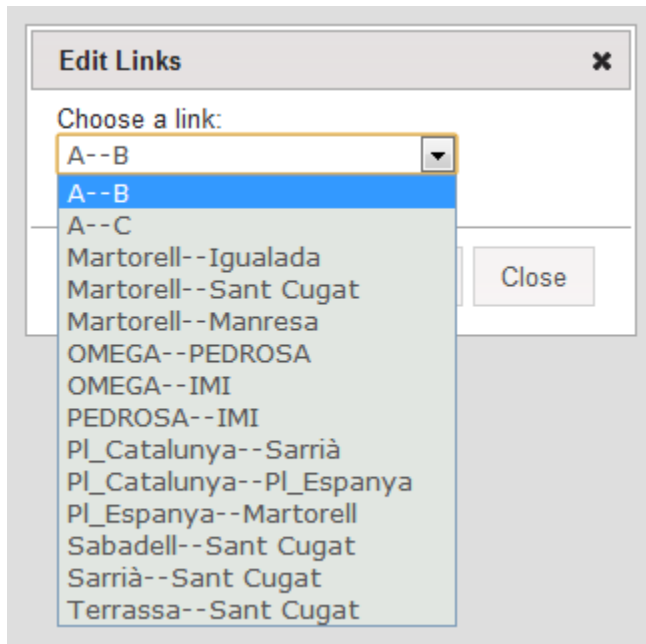 Edit Links
Choose a link:
A--B
A--B
A--C
Martorell--Igualada
Martorell--Sant Cugat
Martorell--Manresa
OMEGA--PEDROSA
OMEGA--IMI
PEDROSA--IMI
Pl_Catalunya--Sarrià
Pl_Catalunya--Pl_Espanya
Pl_Espanya--Martorell
Sabadell--Sant Cugat
Sarrià--Sant Cugat
Terrassa--Sant Cugat
Close